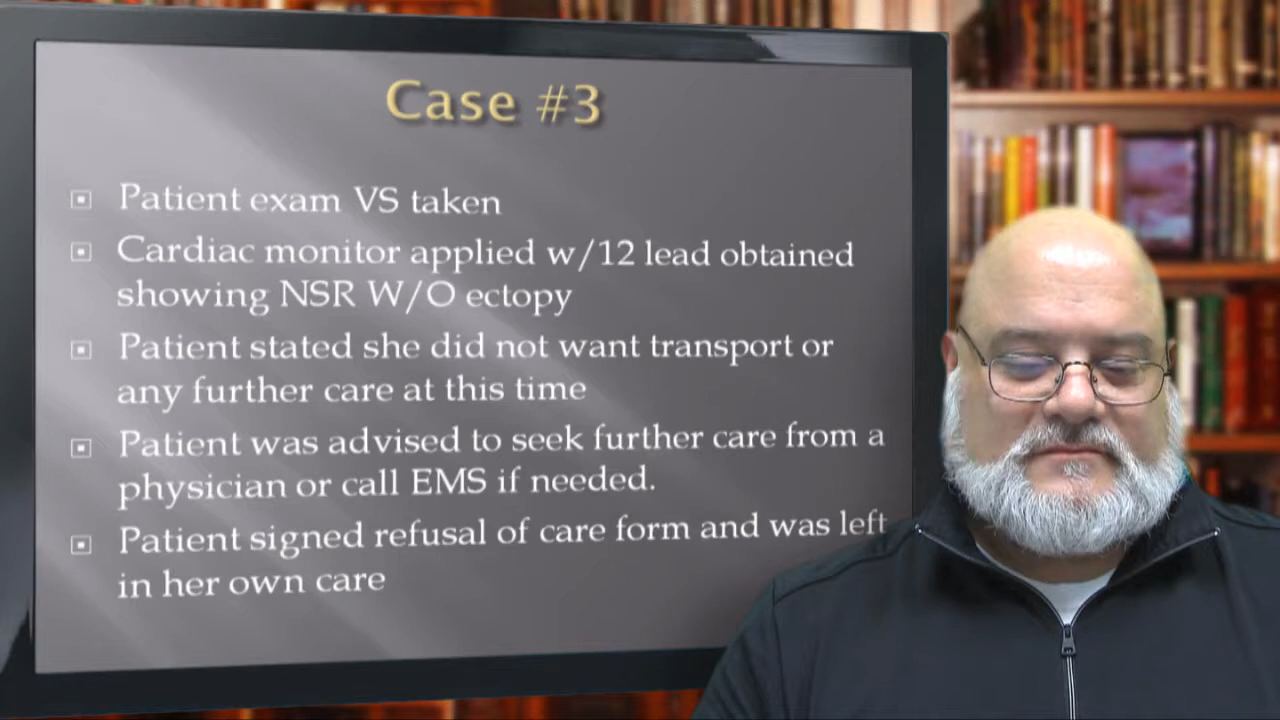 Case #3
Patient exam VS taken
Cardiac monitor applied w/12 lead obtained
showing NSR W/O ectopy
Patient stated she did not want transport or
any further care at this time
Patient was advised to seek further care from a
physician or call EMS if needed.
Patient signed refusal of care form and was left
in her own care